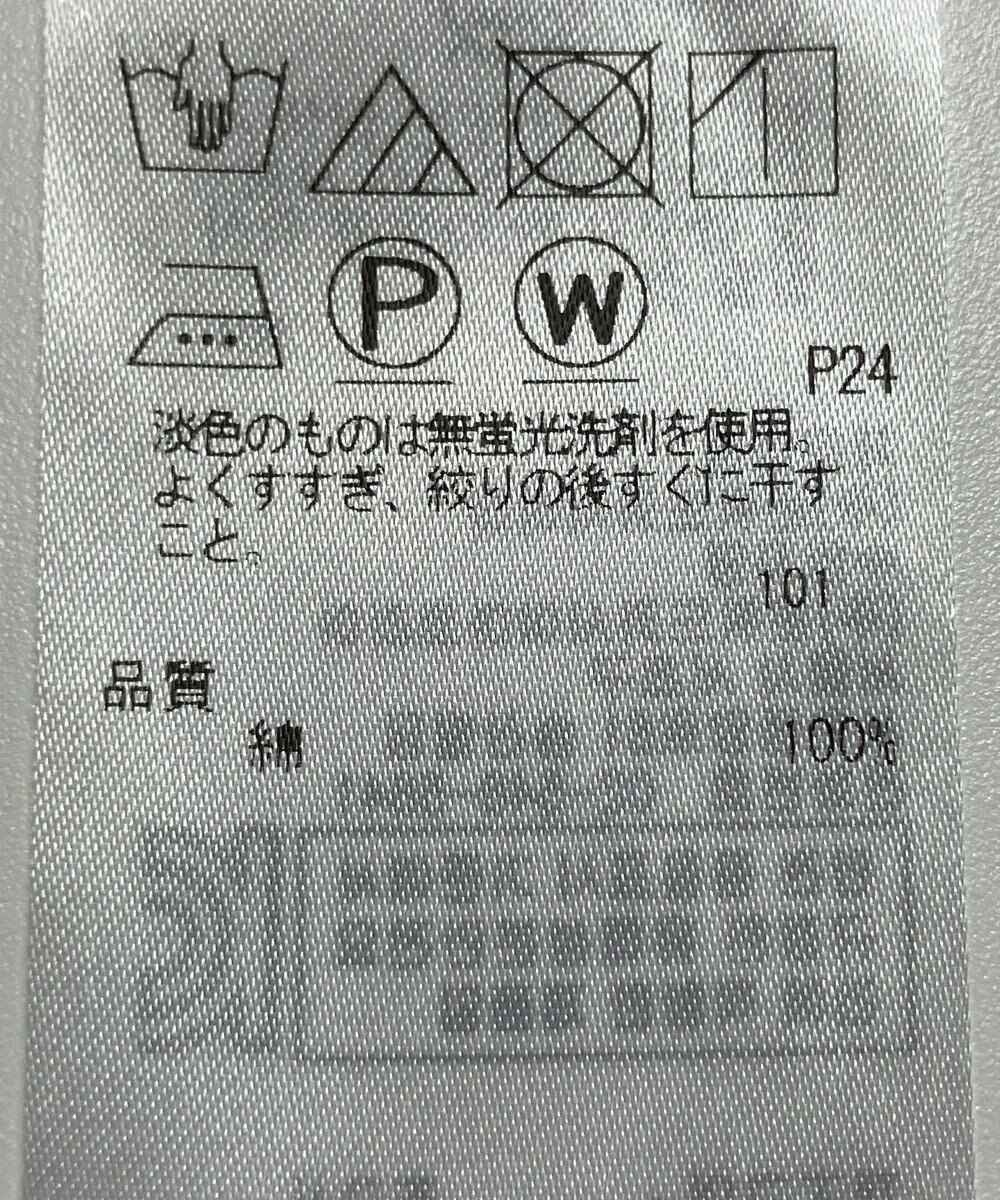 P W
P24
淡色のものは無蛍光洗剤を使用。
よくすすぎ、絞りの後すぐに干す
こと。
101
品質
綿 100%